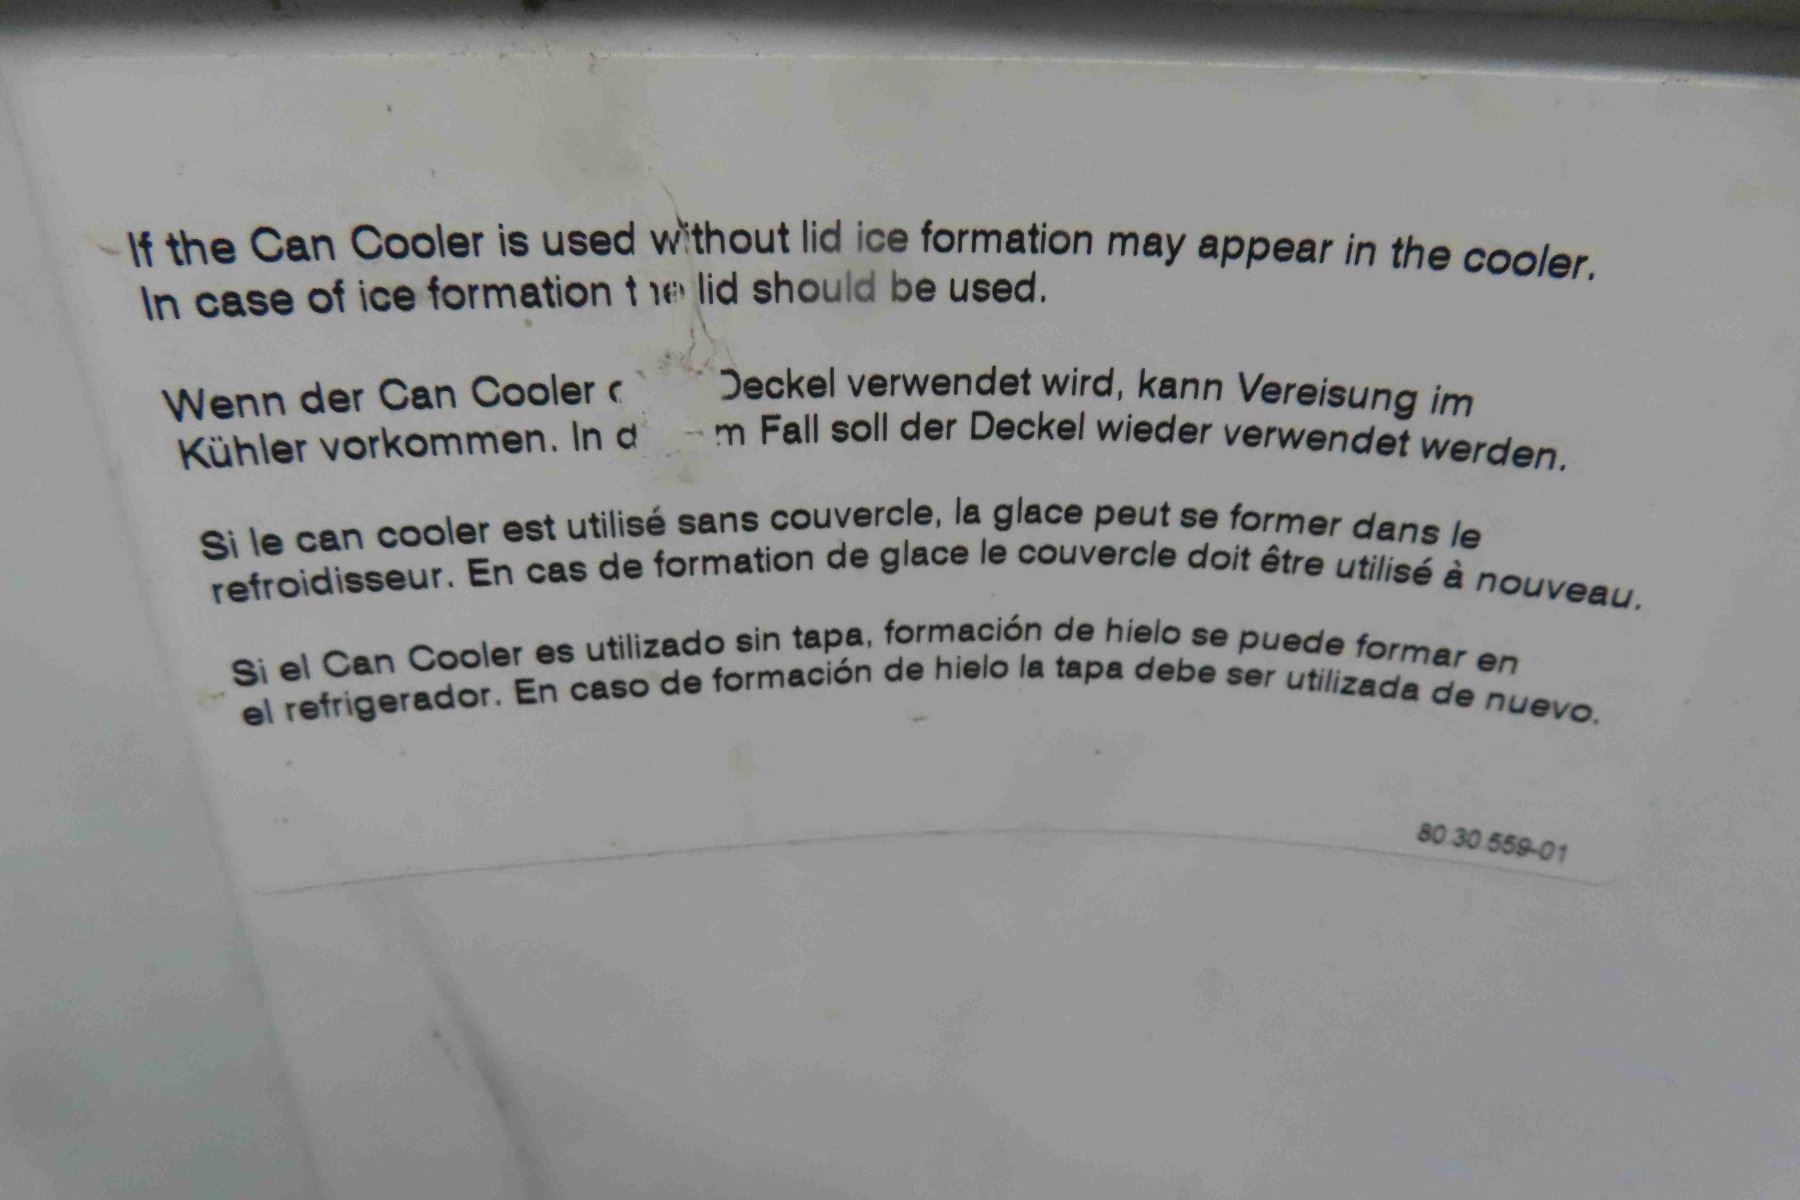 If the Can Cooler is used without lid ice formation may appear in the cooler.
In case of ice formation the lid should be used.
Wenn der Can Cooler Deckel verwendet wird, kann Vereisung im
Kühler vorkommen. In Fall soll der Deckel wieder verwendet werden.
Si le can cooler est utilisé sans couvercle, la glace peut se former dans le
refroidisseur. En cas de formation de glace le couvercle doit être utilisé à nouveau.
Si el Can Cooler es utilizado sin tapa, formación de hielo se puede formar en
el refrigerador. En caso de formación de hielo la tapa debe ser utilizada de nuevo.
80.30.559-01